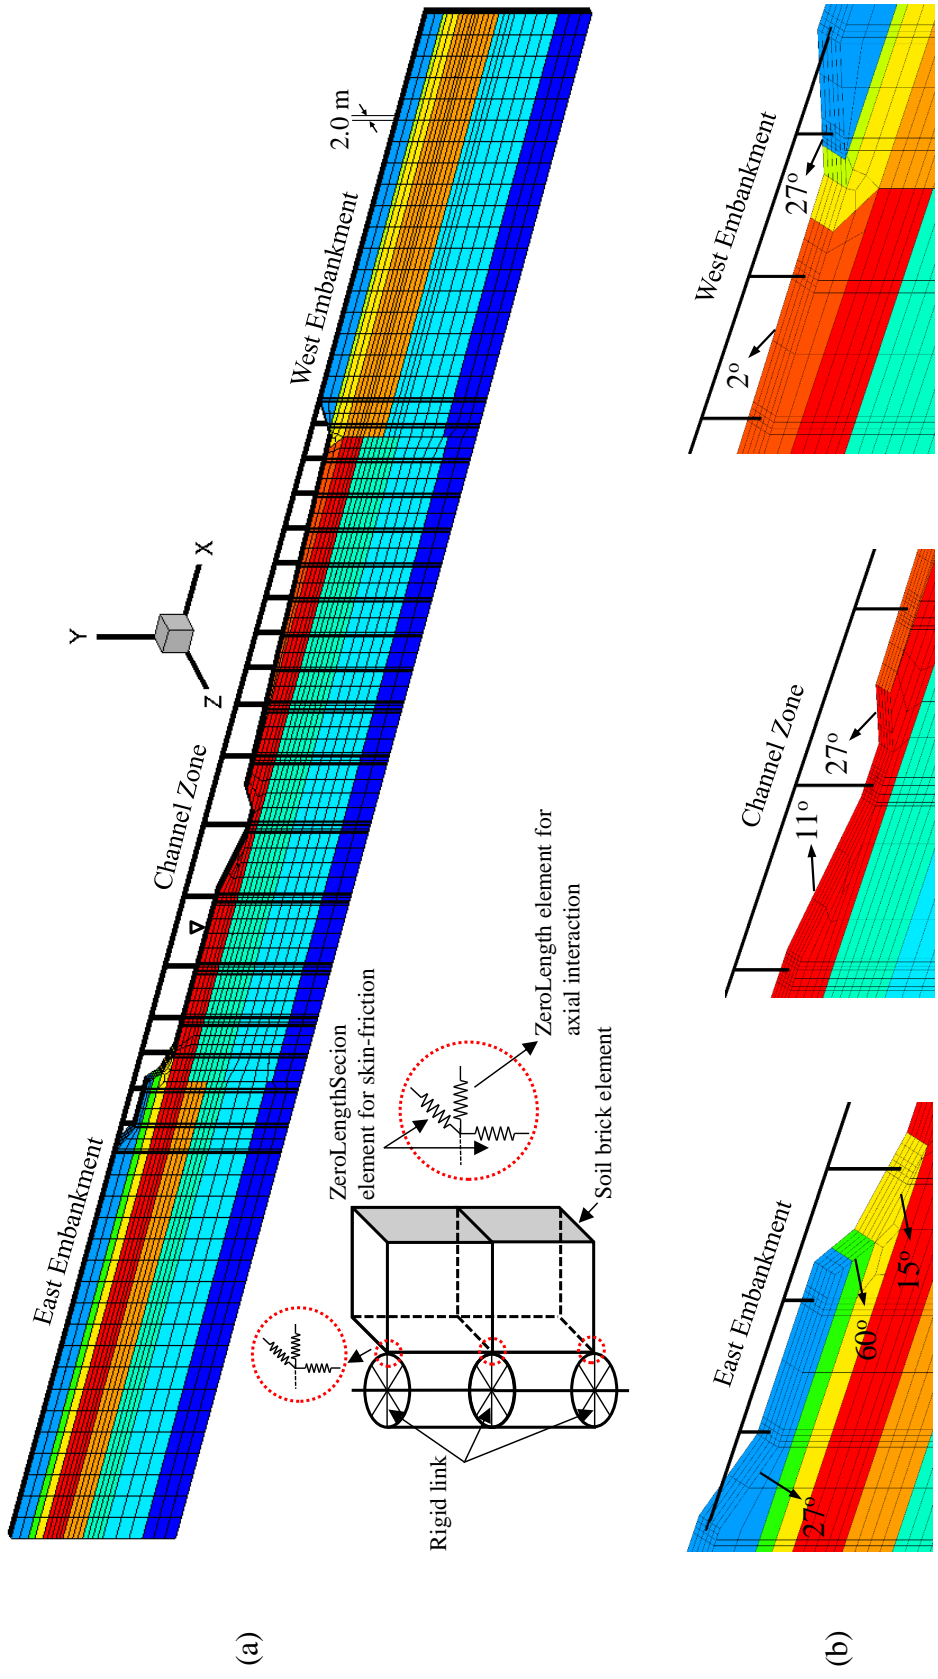 (a)
East Embankment
Channel Zone
West Embankment
2.0 m
Y
X
Z
∇
Rigid link
ZeroLengthSecion
element for skin-friction
ZeroLength element for
axial interaction
Soil brick element
(b)
East Embankment
27°
60°
15°
Channel Zone
11°
27°
West Embankment
2°
27°